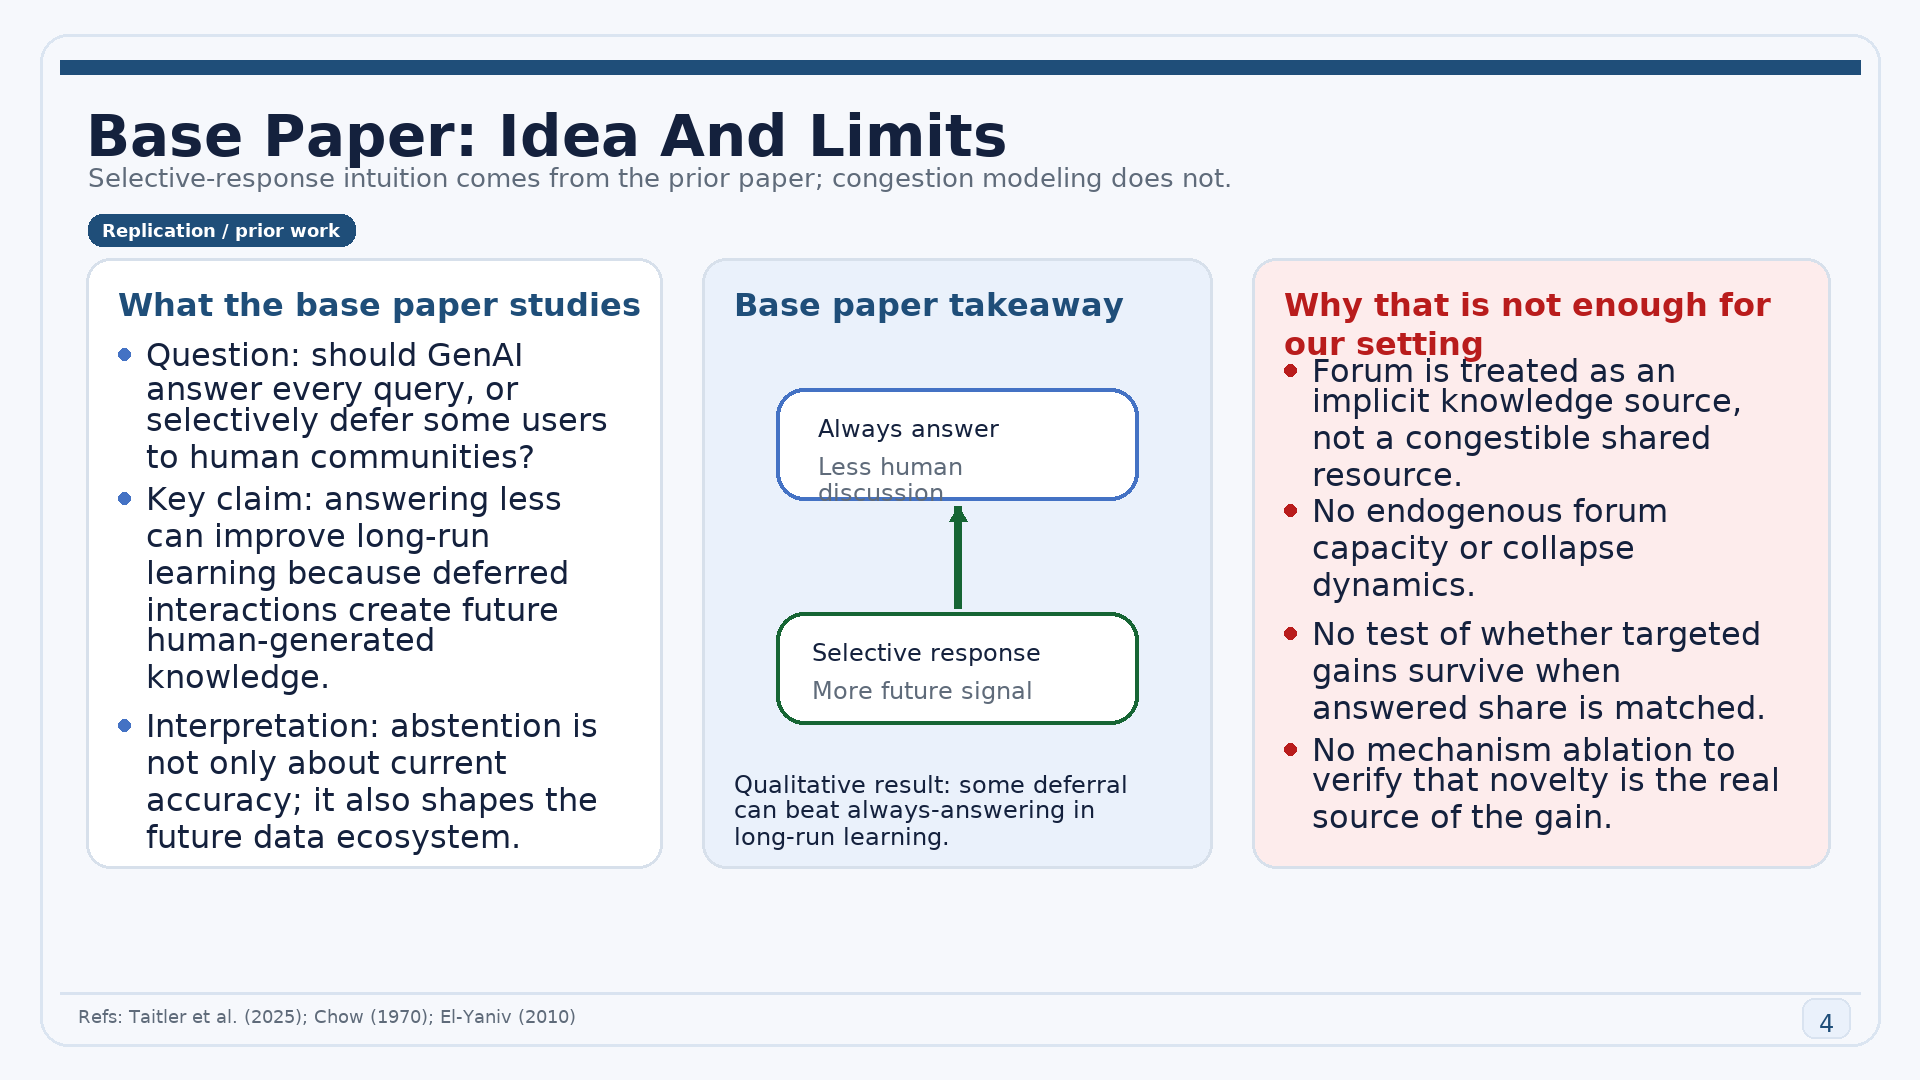 Base Paper: Idea And Limits
Selective-response intuition comes from the prior paper; congestion modeling does not.
Replication / prior work
What the base paper studies
Question: should GenAI
answer every query, or
selectively defer some users
to human communities?
Key claim: answering less
can improve long-run
learning because deferred
interactions create future
human-generated
knowledge.
Interpretation: abstention is
not only about current
accuracy; it also shapes the
future data ecosystem.
Base paper takeaway
Always answer
Less human
discussion
Selective response
More future signal
Qualitative result: some deferral
can beat always-answering in
long-run learning.
Why that is not enough for
our setting
Forum is treated as an
implicit knowledge source,
not a congestible shared
resource.
No endogenous forum
capacity or collapse
dynamics.
No test of whether targeted
gains survive when
answered share is matched.
No mechanism ablation to
verify that novelty is the real
source of the gain.
Refs: Taitler et al. (2025); Chow (1970); El-Yaniv (2010)
4